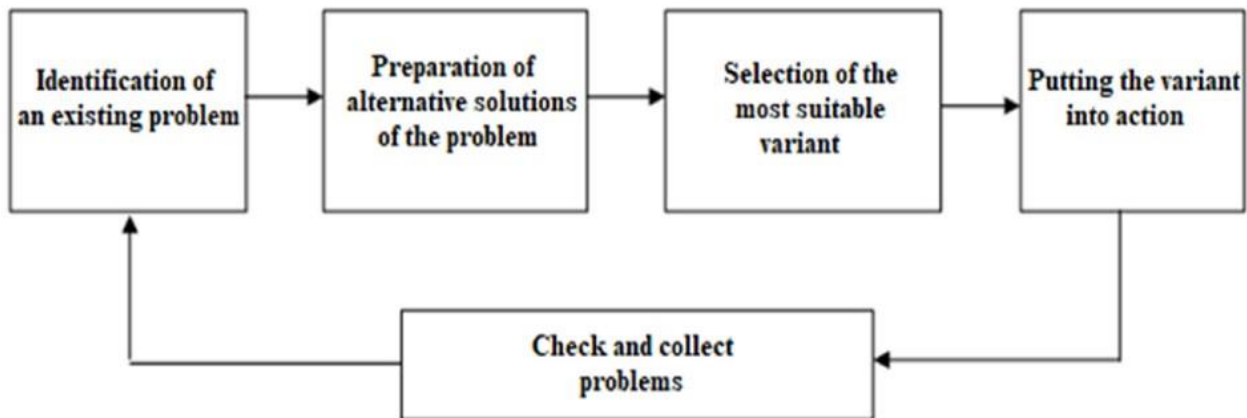 Identification of
an existing problem
Preparation of
alternative solutions
of the problem
Selection of the
most suitable
variant
Putting the variant
into action
Check and collect
problems